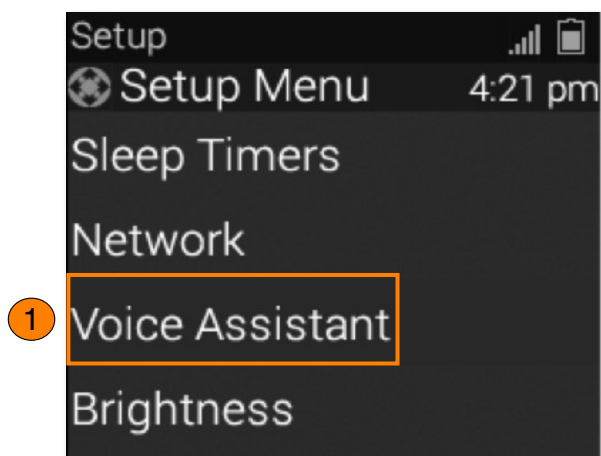 Setup
Setup Menu 4:21 pm
Sleep Timers
Network
1 Voice Assistant
Brightness